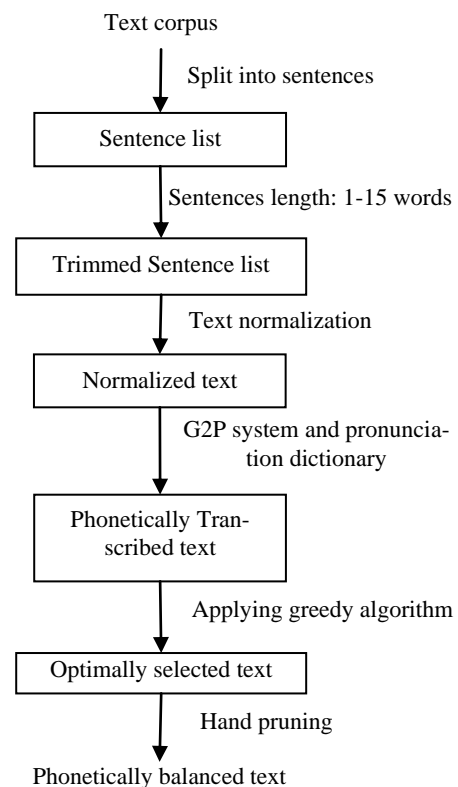 Text corpus
Split into sentences
Sentence list
Sentences length: 1-15 words
Trimmed Sentence list
Text normalization
Normalized text
G2P system and pronuncia-
tion dictionary
Phonetically Tran-
scribed text
Applying greedy algorithm
Optimally selected text
Hand pruning
Phonetically balanced text